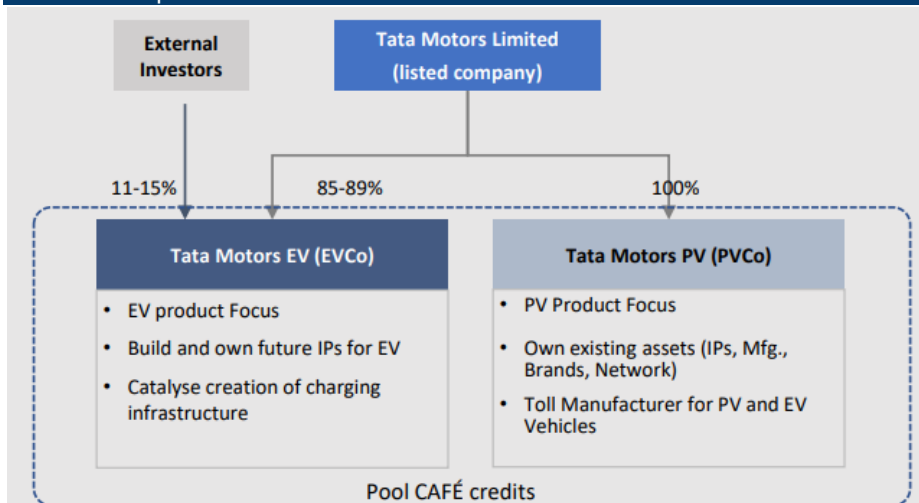 External
Investors
Tata Motors Limited
(listed company)
11-15%
85-89%
100%
Tata Motors EV (EVCo)
• EV product Focus
• Build and own future IPs for EV
• Catalyse creation of charging
infrastructure
Tata Motors PV (PVCo)
• PV Product Focus
• Own existing assets (IPs, Mfg.,
Brands, Network)
• Toll Manufacturer for PV and EV
Vehicles
Pool CAFÉ credits